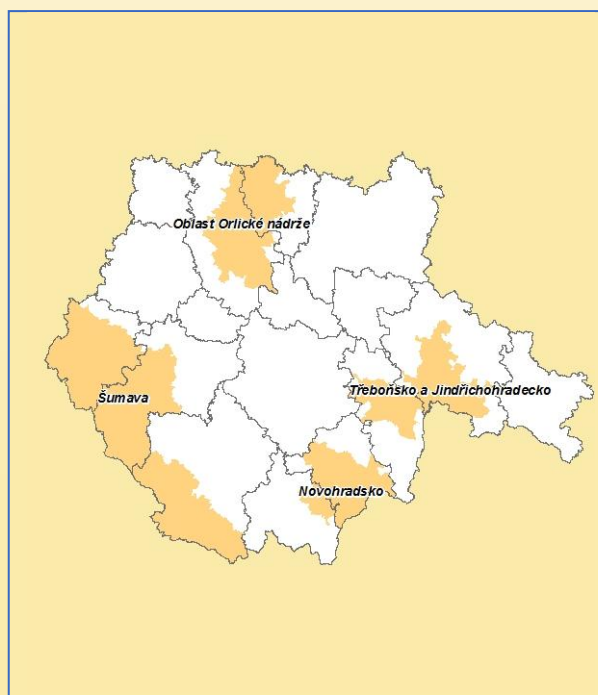 Oblast Orlické nádrže
Třeboňsko a Jindřichohradecko
Šumava
Novohradsko